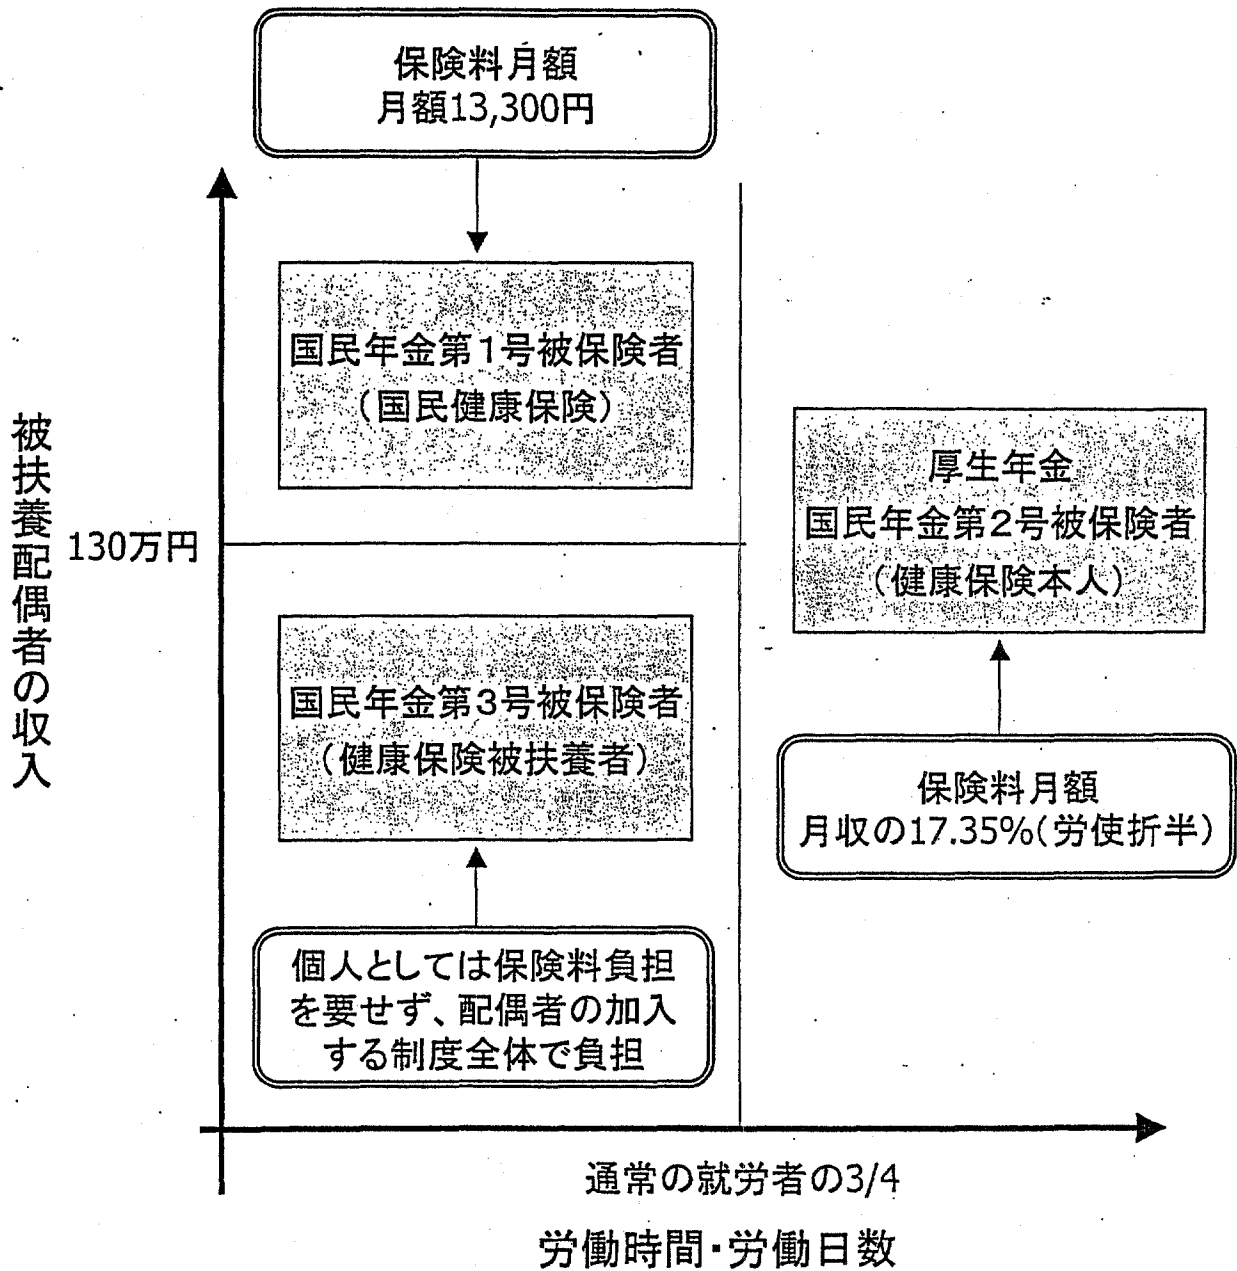 保険料月額
月額13,300円
国民年金第1号被保険者
（国民健康保険）
被扶養配偶者の収入
130万円
厚生年金
国民年金第2号被保険者
（健康保険本人）
国民年金第3号被保険者
（健康保険被扶養者）
保険料月額
月収の17.35%（労使折半）
個人としては保険料負担
を要せず、配偶者の加入
する制度全体で負担
通常の就労者の3/4
労働時間・労働日数